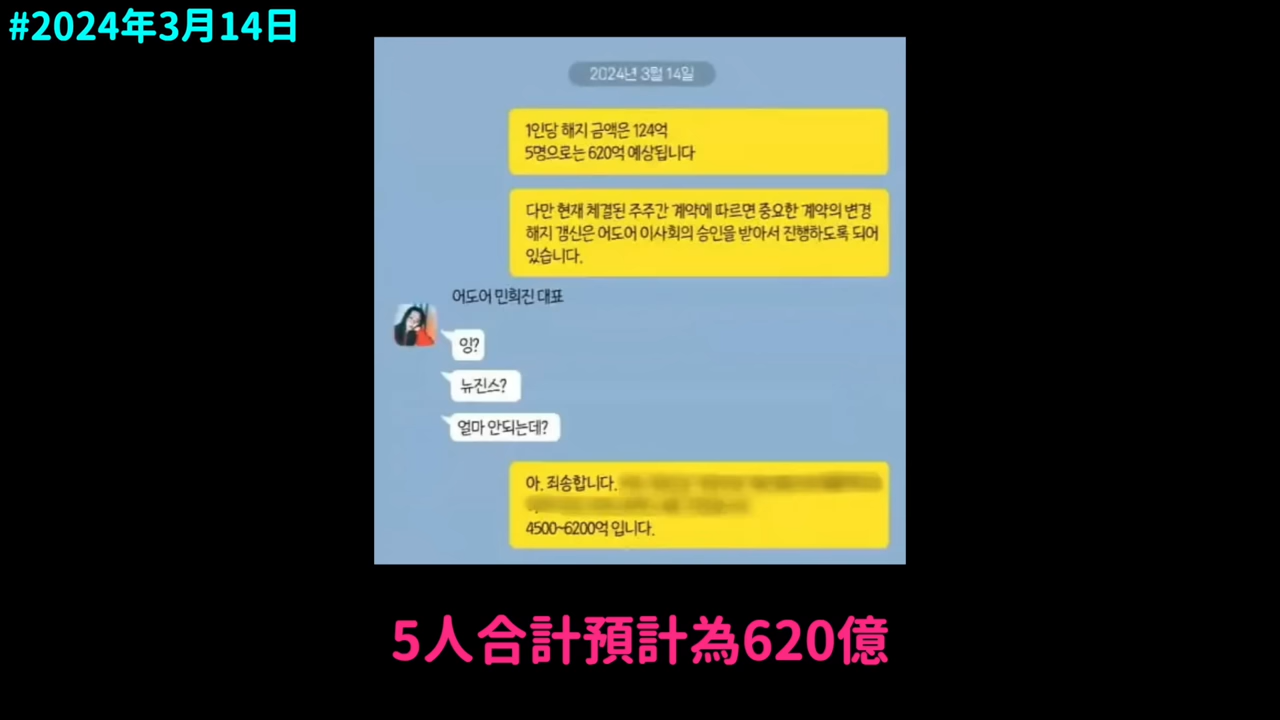 #2024年3月14日
2024년 3월 14일
1인당 해지 금액은 124억
5명으로는 620억 예상됩니다
다만 현재 체결된 주주간 계약에 따르면 중요한 계약의 변경
해지 갱신은 어도어 이사회의 승인을 받아서 진행하도록 되어
있습니다.
어도어 민희진 대표
잉?
뉴진스?
얼마 안되는데?
아. 죄송합니다.
4500~6200억 입니다.
5人合計預計為620億